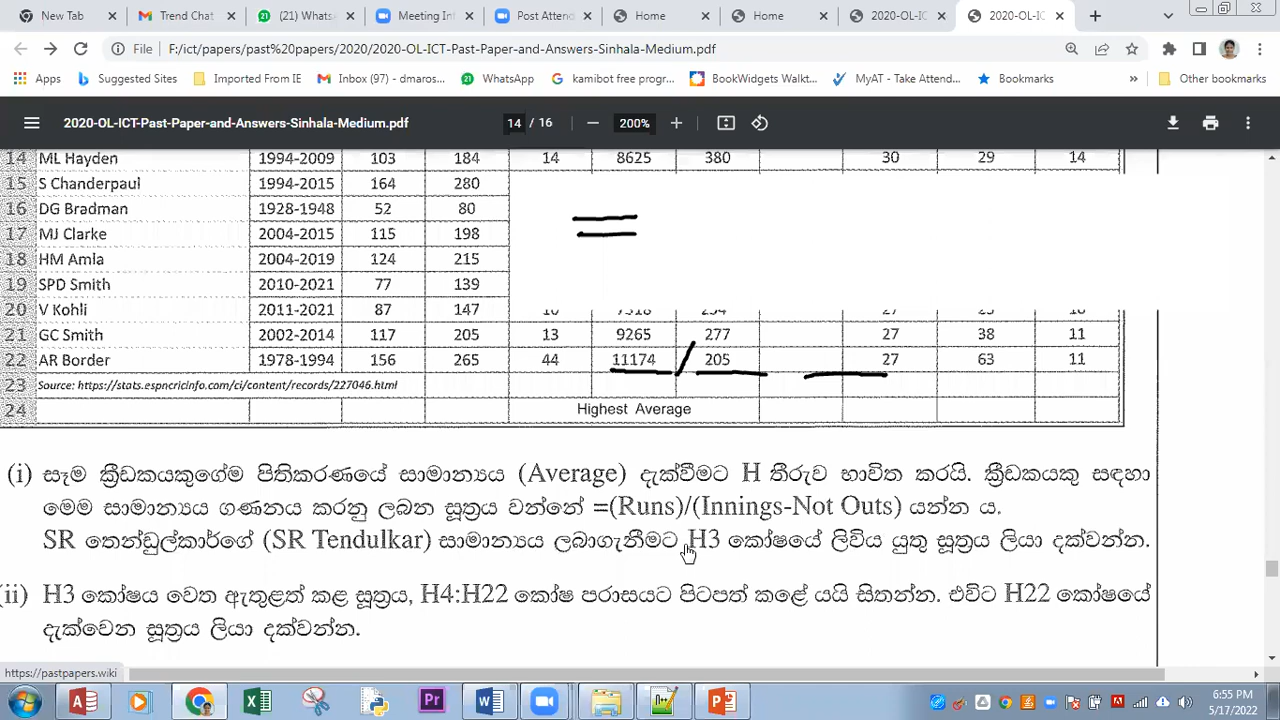 New Tab
Trend Chat
(21) Whats
Meeting In
Post Attend
Home
Home
2020-OL-IC
2020-OL-IC
File F:/ict/papers/past%20papers/2020/2020-OL-ICT-Past-Paper-and-Answers-Sinhala-Medium.pdf
Apps Suggested Sites Imported From IE Inbox (97) - dmaros... WhatsApp kamibot free progr... BookWidgets Walkt... MyAT - Take Attend... Bookmarks » Other bookmarks
2020-OL-ICT-Past-Paper-and-Answers-Sinhala-Medium.pdf 14 / 16 200%
14 ML Hayden 1994-2009 103 184 14 8625 380 30 29 14
15 S Chanderpaul 1994-2015 164 280
16 DG Bradman 1928-1948 52 80
17 MJ Clarke 2004-2015 115 198
18 HM Amla 2004-2019 124 215
19 SPD Smith 2010-2021 77 139
20 V Kohli 2011-2021 87 147
21 GC Smith 2002-2014 117 205 13 9265 277 27 38 11
22 AR Border 1978-1994 156 265 44 11174 / 205 27 63 11
23 Source: https://stats.espncricinfo.com/ci/content/records/227046.html
24 Highest Average
(i) සෑම ක්‍රීඩකයකුගේම පිතිකරණයේ සාමාන්‍යය (Average) දැක්වීමට H තීරුව භාවිත කරයි. ක්‍රීඩකයකු සඳහා
මෙම සාමාන්‍යය ගණනය කරනු ලබන සූත්‍රය වන්නේ =(Runs)/(Innings-Not Outs) යන්න ය.
SR තෙන්ඩුල්කාර්ගේ (SR Tendulkar) සාමාන්‍යය ලබාගැනීමට H3 කෝෂයේ ලිවිය යුතු සූත්‍රය ලියා දක්වන්න.
(ii) H3 කෝෂය වෙත ඇතුළත් කළ සූත්‍රය, H4:H22 කෝෂ පරාසයට පිටපත් කළේ යයි සිතන්න. එවිට H22 කෝෂයේ
දැක්වෙන සූත්‍රය ලියා දක්වන්න.
https://pastpapers.wiki
6:55 PM
5/17/2022